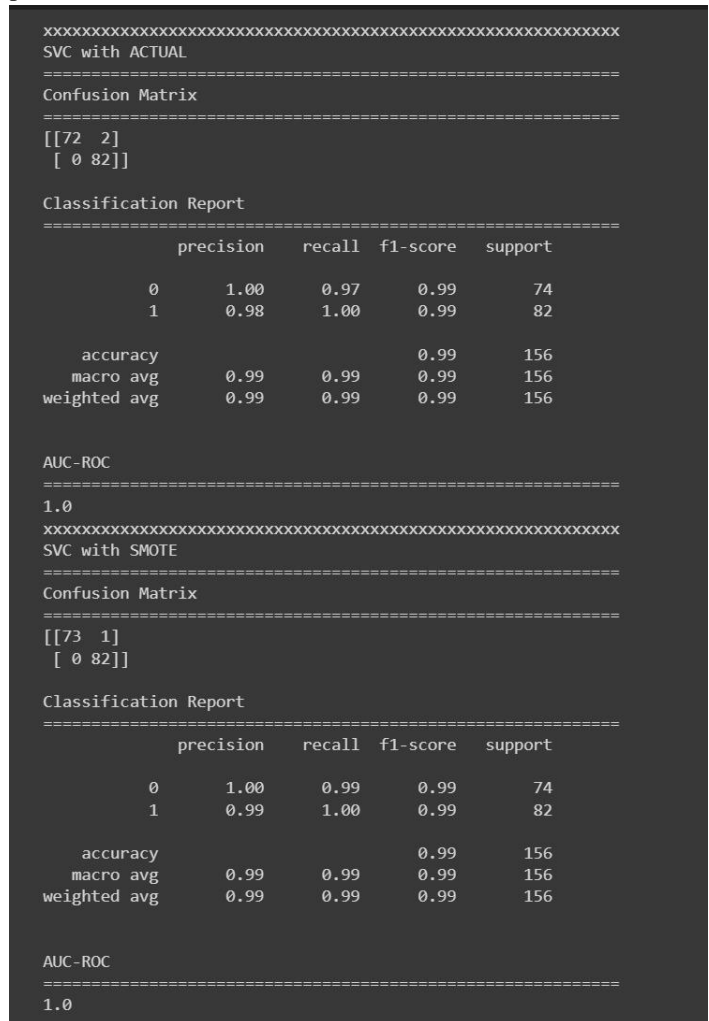 xxxxxxxxxxxxxxxxxxxxxxxxxxxxxxxxxxxxxxxxxxxxxxxxxxxxxxxxxxxx
SVC with ACTUAL
============================================================
Confusion Matrix
============================================================
[[72  2]
 [ 0 82]]
Classification Report
============================================================
              precision    recall  f1-score   support
           0       1.00      0.97      0.99        74
           1       0.98      1.00      0.99        82
    accuracy                           0.99       156
   macro avg       0.99      0.99      0.99       156
weighted avg       0.99      0.99      0.99       156
AUC-ROC
============================================================
1.0
xxxxxxxxxxxxxxxxxxxxxxxxxxxxxxxxxxxxxxxxxxxxxxxxxxxxxxxxxxxx
SVC with SMOTE
============================================================
Confusion Matrix
============================================================
[[73  1]
 [ 0 82]]
Classification Report
============================================================
              precision    recall  f1-score   support
           0       1.00      0.99      0.99        74
           1       0.99      1.00      0.99        82
    accuracy                           0.99       156
   macro avg       0.99      0.99      0.99       156
weighted avg       0.99      0.99      0.99       156
AUC-ROC
============================================================
1.0